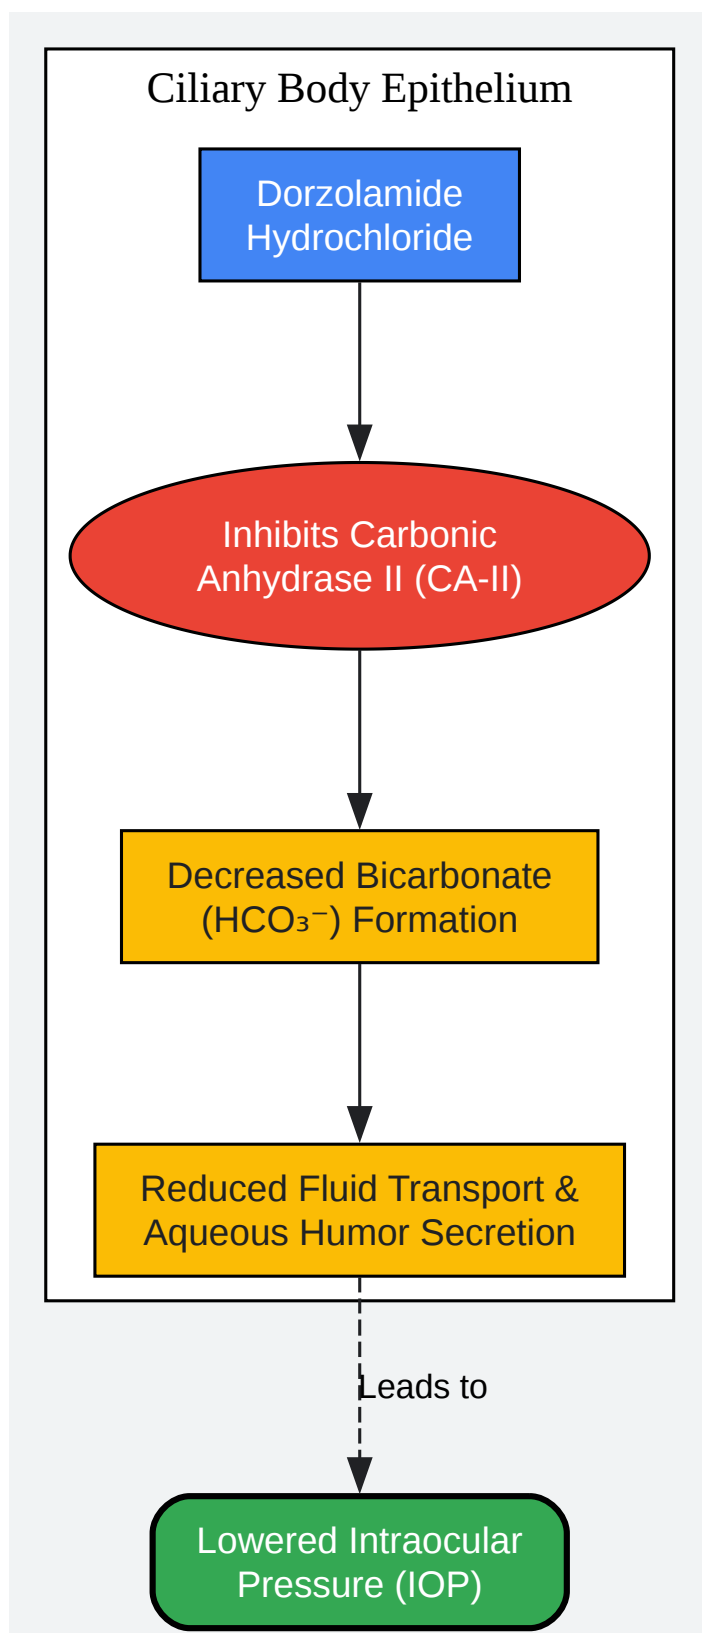 Ciliary Body Epithelium
Dorzolamide
Hydrochloride
Inhibits Carbonic
Anhydrase II (CA-II)
Decreased Bicarbonate
(HCO₃⁻) Formation
Reduced Fluid Transport &
Aqueous Humor Secretion
Leads to
Lowered Intraocular
Pressure (IOP)